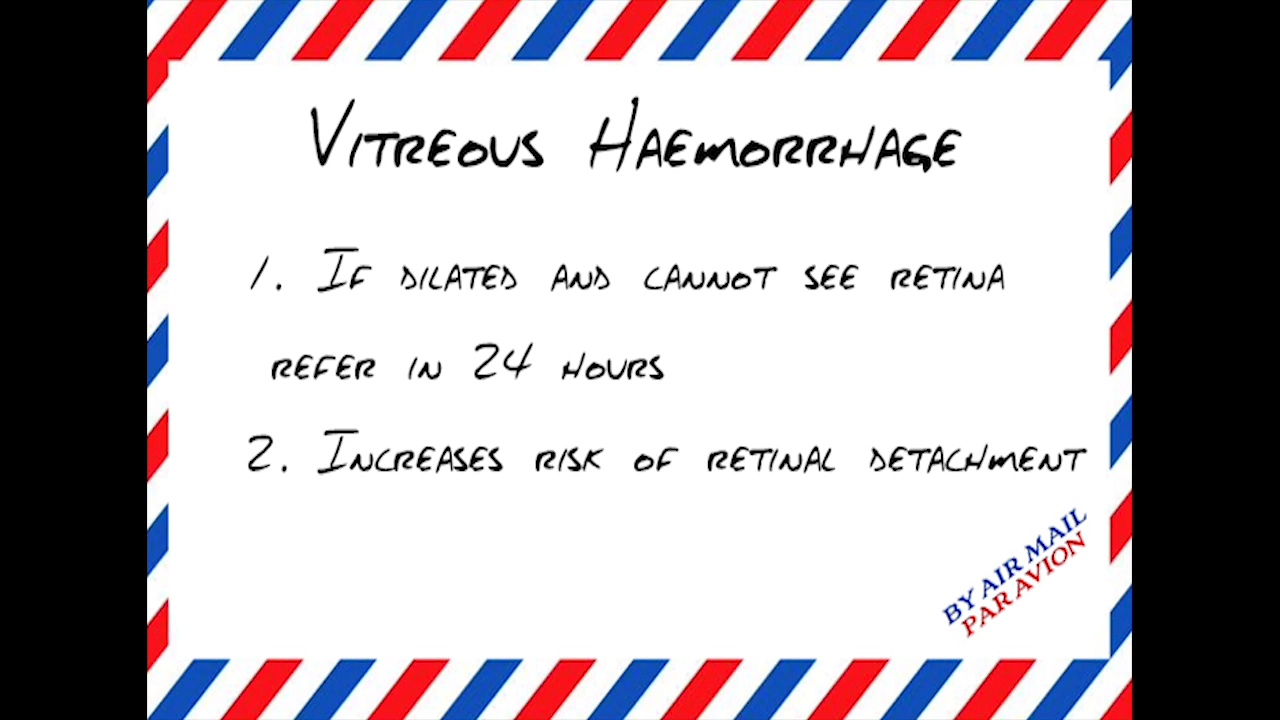 Vitreous Haemorrhage
1. If dilated and cannot see retina
refer in 24 hours
2. Increases risk of retinal detachment
BY AIR MAIL
PAR AVION